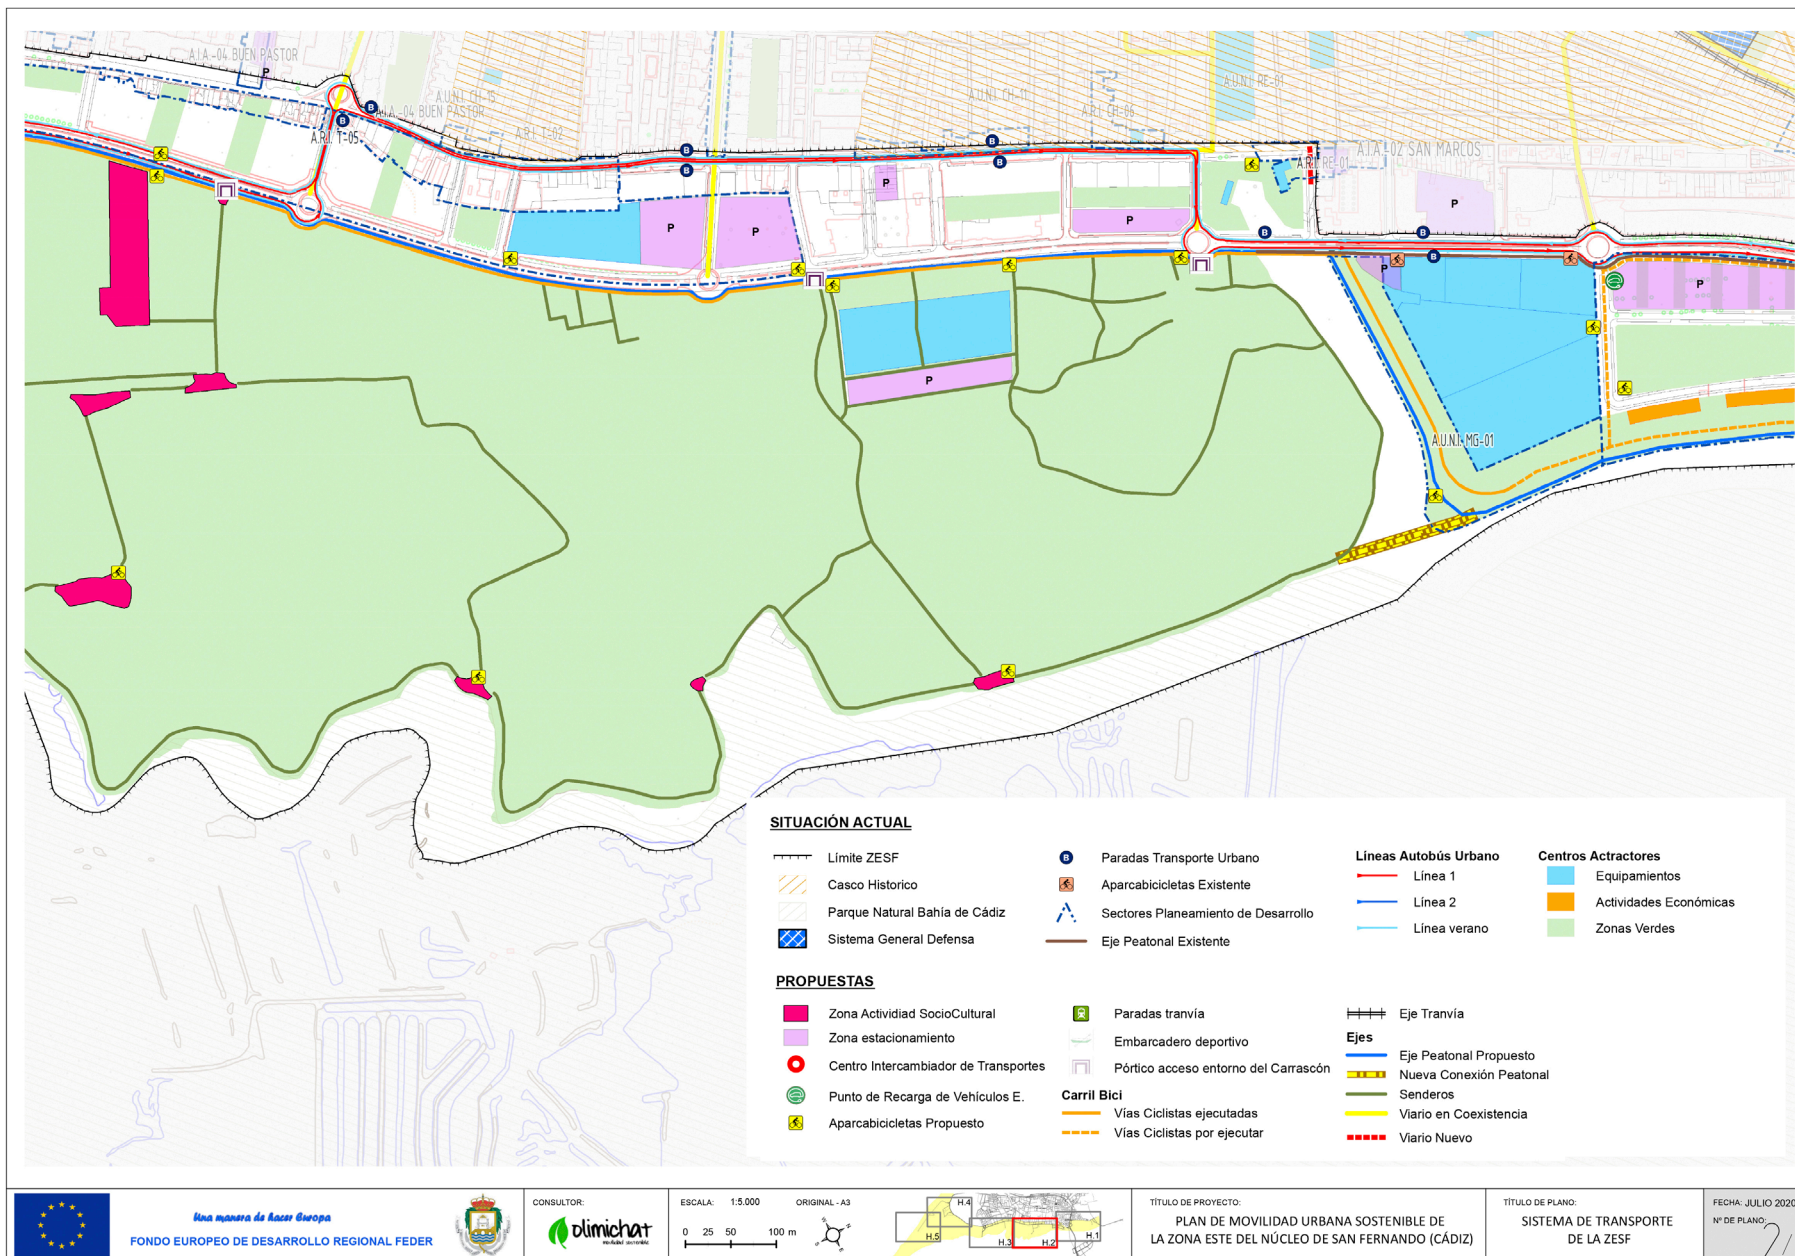 A.I.A.-04 BUEN PASTOR
P
A.U.N.I. CH-15
A.I.A.-04 BUEN PASTOR
A.R.I. T-05
A.R.I. T-02
A.U.N.I. CH-11
A.R.I. CH-06
A.U.N.I. RE-01
A.R.I. RE-01
A.I.A.-02 SAN MARCOS
B
B
B
B
B
B
B
B
B
P
P
P
P
P
P
P
P
A.U.N.I. MG-01
SITUACIÓN ACTUAL
Límite ZESF
Casco Historico
Parque Natural Bahía de Cádiz
Sistema General Defensa
B Paradas Transporte Urbano
Aparcabicicletas Existente
Sectores Planeamiento de Desarrollo
Eje Peatonal Existente
Líneas Autobús Urbano
Línea 1
Línea 2
Línea verano
Centros Actractores
Equipamientos
Actividades Económicas
Zonas Verdes
PROPUESTAS
Zona Actividiad SocioCultural
Zona estacionamiento
Centro Intercambiador de Transportes
Punto de Recarga de Vehículos E.
Aparcabicicletas Propuesto
Paradas tranvía
Embarcadero deportivo
Pórtico acceso entorno del Carrascón
Carril Bici
Vías Ciclistas ejecutadas
Vías Ciclistas por ejecutar
Eje Tranvía
Ejes
Eje Peatonal Propuesto
Nueva Conexión Peatonal
Senderos
Viario en Coexistencia
Viario Nuevo
Una manera de hacer Europa
FONDO EUROPEO DE DESARROLLO REGIONAL FEDER
CONSULTOR:
olimichat
movilidad sostenible
ESCALA: 1:5.000 ORIGINAL - A3
0 25 50 100 m
H.4
H.5
H.3
H.2
H.1
TÍTULO DE PROYECTO:
PLAN DE MOVILIDAD URBANA SOSTENIBLE DE
LA ZONA ESTE DEL NÚCLEO DE SAN FERNANDO (CÁDIZ)
TÍTULO DE PLANO:
SISTEMA DE TRANSPORTE
DE LA ZESF
FECHA: JULIO 2020
Nº DE PLANO: